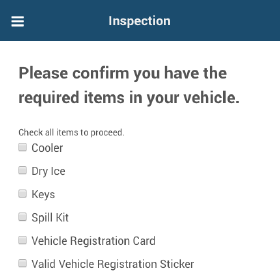 Inspection
Please confirm you have the
required items in your vehicle.
Check all items to proceed.
Cooler
Dry Ice
Keys
Spill Kit
Vehicle Registration Card
Valid Vehicle Registration Sticker